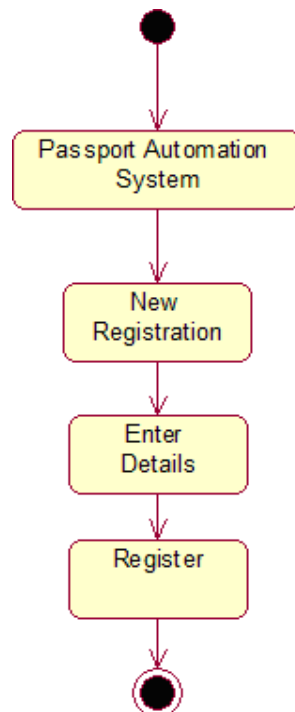 Passport Automation
System
New
Registration
Enter
Details
Register